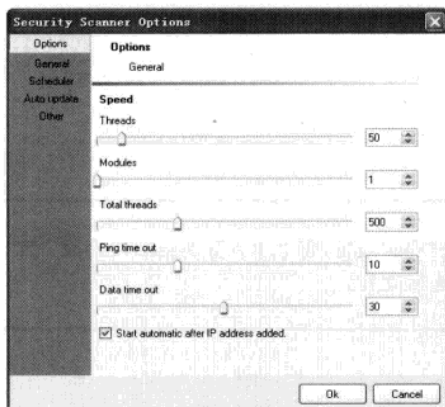 Security Scanner Options
Options
General
Scheduler
Auto update
Other
Options
General
Speed
Threads
50
Modules
1
Total threads
500
Ping time out
10
Data time out
30
Start automatic after IP address added.
Ok
Cancel